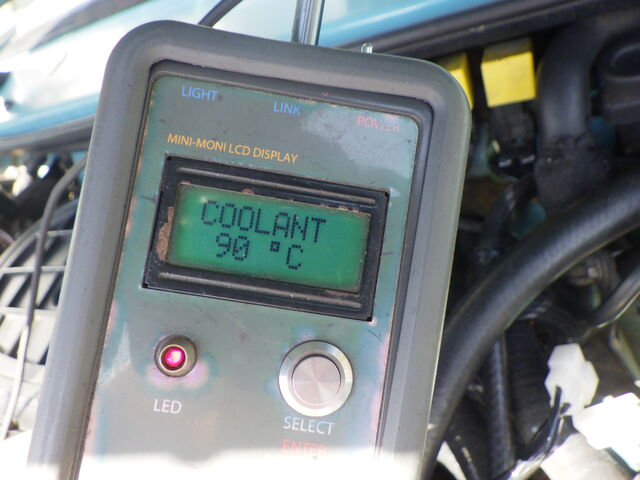 LIGHT LINK POWER
MINI-MONI LCD DISPLAY
COOLANT
90 °C
LED
SELECT
ENTER